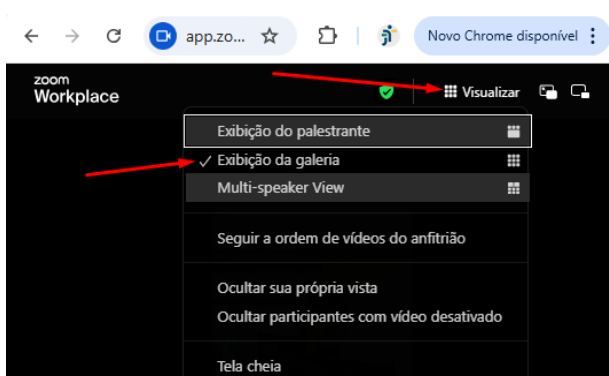 app.zo...
Novo Chrome disponível
zoom
Workplace
Visualizar
Exibição do palestrante
Exibição da galeria
Multi-speaker View
Seguir a ordem de vídeos do anfitrião
Ocultar sua própria vista
Ocultar participantes com vídeo desativado
Tela cheia